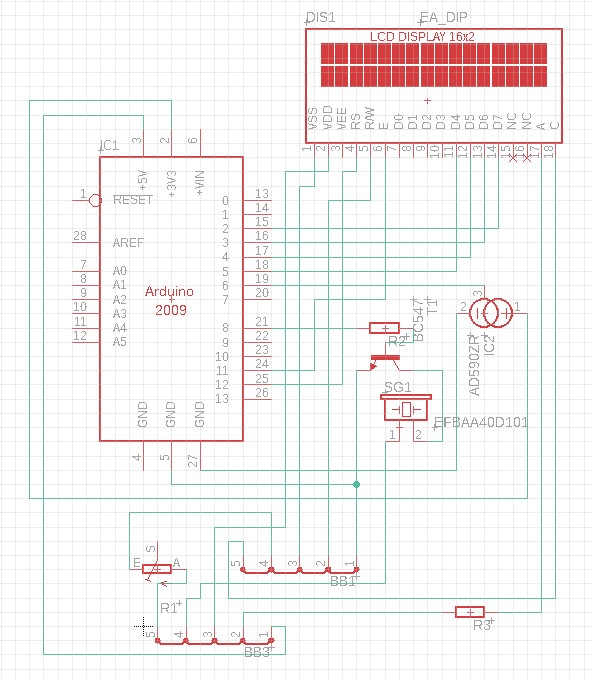 DIS1 EA_DIP
LCD DISPLAY 16x2
VSS VDD VEE RS R/W E D0 D1 D2 D3 D4 D5 D6 D7 NC NC A C
1 2 3 4 5 6 7 8 9 10 11 12 13 14 15 16 17 18
3 2 6
IC1
+5V +3V3 +VIN
1 RESET 0 13
1 14
2 15
28 AREF 3 16
4 17
7 A0 5 18
8 A1 6 19
9 A2 7 20
10 A3
11 A4 8 21
12 A5 9 22
10 23
11 24
12 25
13 26
Arduino
2009
GND GND GND
4 5 27
R2
BC547
T1
2 3 1
AD590ZR
IC2
SG1
EFBAA40D101
1 2
5 4 3 2 1
BB1
S
E A
R1
5 4 3 2 1
BB3
R3